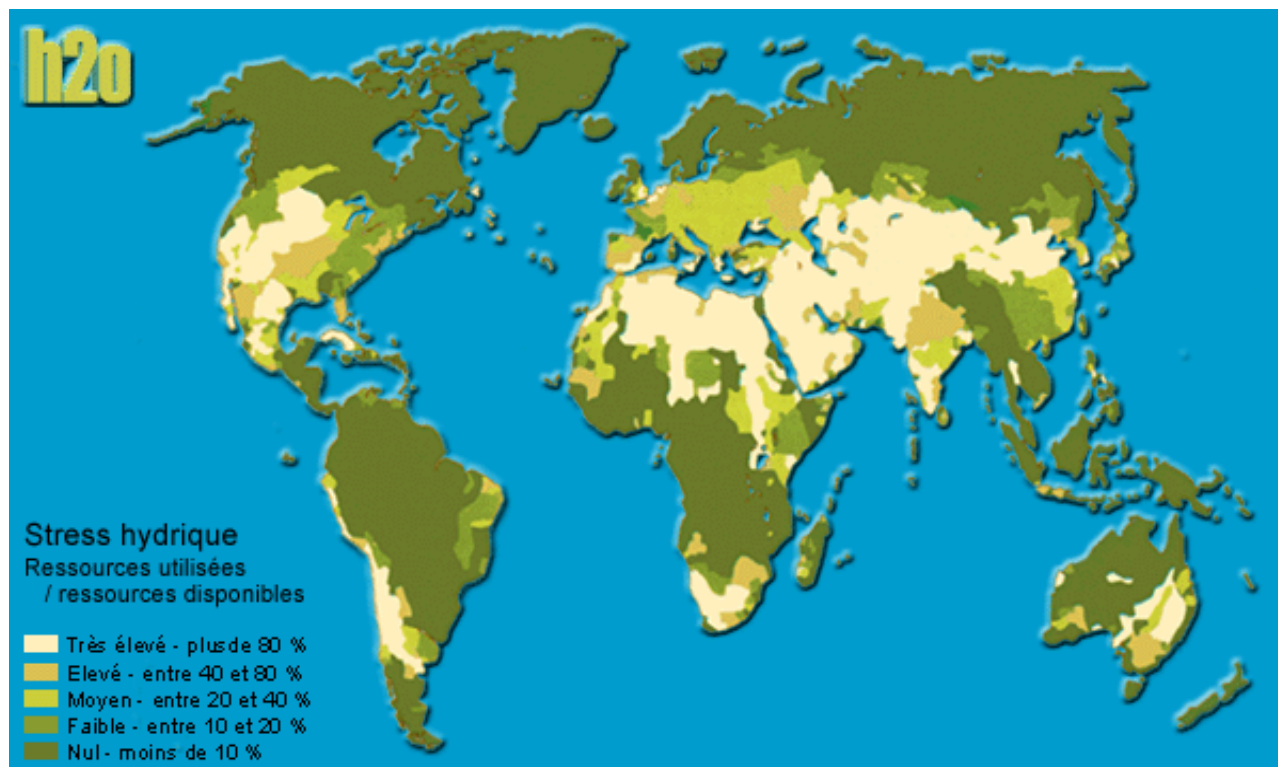 h2o
Stress hydrique
Ressources utilisées
/ ressources disponibles
Très élevé - plusde 80 %
Elevé - entre 40 et 80 %
Moyen - entre 20 et 40 %
Faible - entre 10 et 20 %
Nul - moins de 10 %